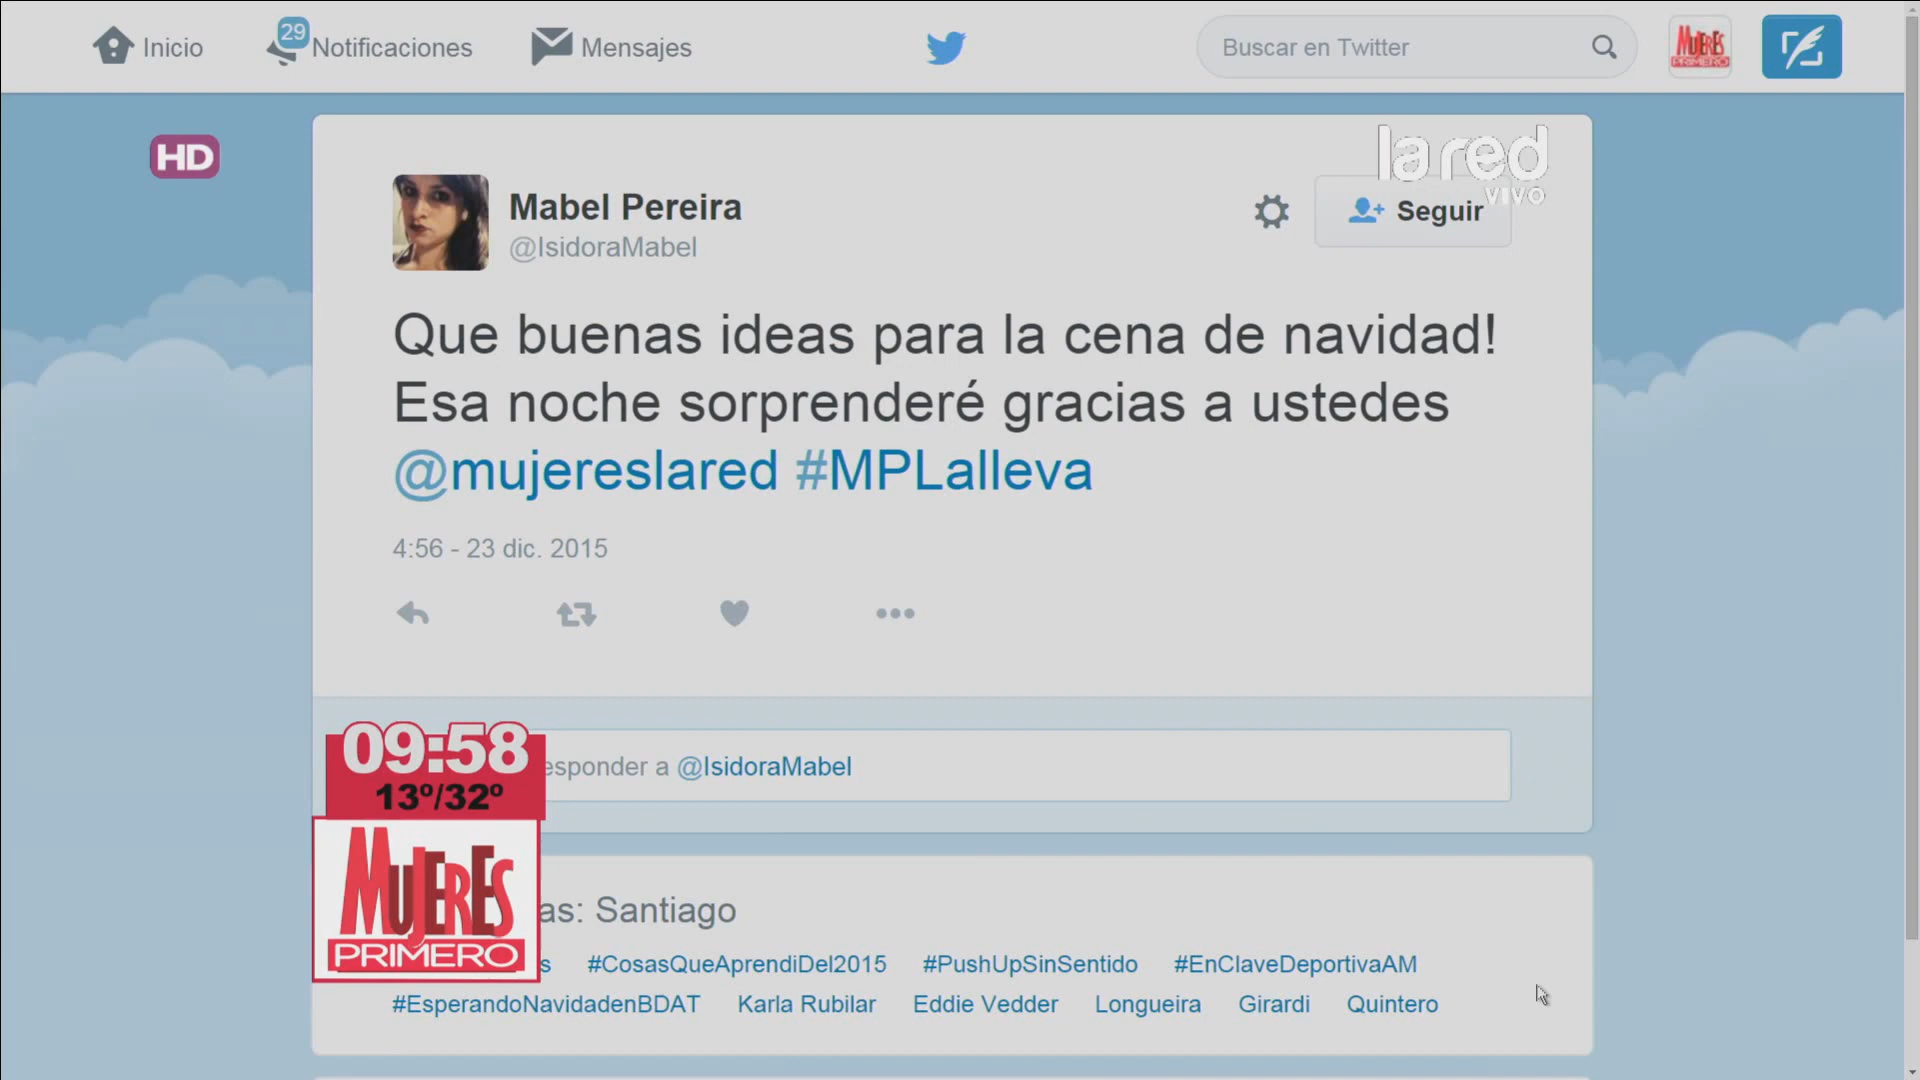 Inicio
29
Notificaciones
Mensajes
Buscar en Twitter
MUJERES
PRIMERO
HD
la red
VIVO
Mabel Pereira
@IsidoraMabel
Seguir
Que buenas ideas para la cena de navidad!
Esa noche sorprenderé gracias a ustedes
@mujereslared #MPLalleva
4:56 - 23 dic. 2015
09:58
13º/32º
esponder a @IsidoraMabel
MUJERES
PRIMERO
as: Santiago
s #CosasQueAprendiDel2015 #PushUpSinSentido #EnClaveDeportivaAM
#EsperandoNavidadenBDAT Karla Rubilar Eddie Vedder Longueira Girardi Quintero